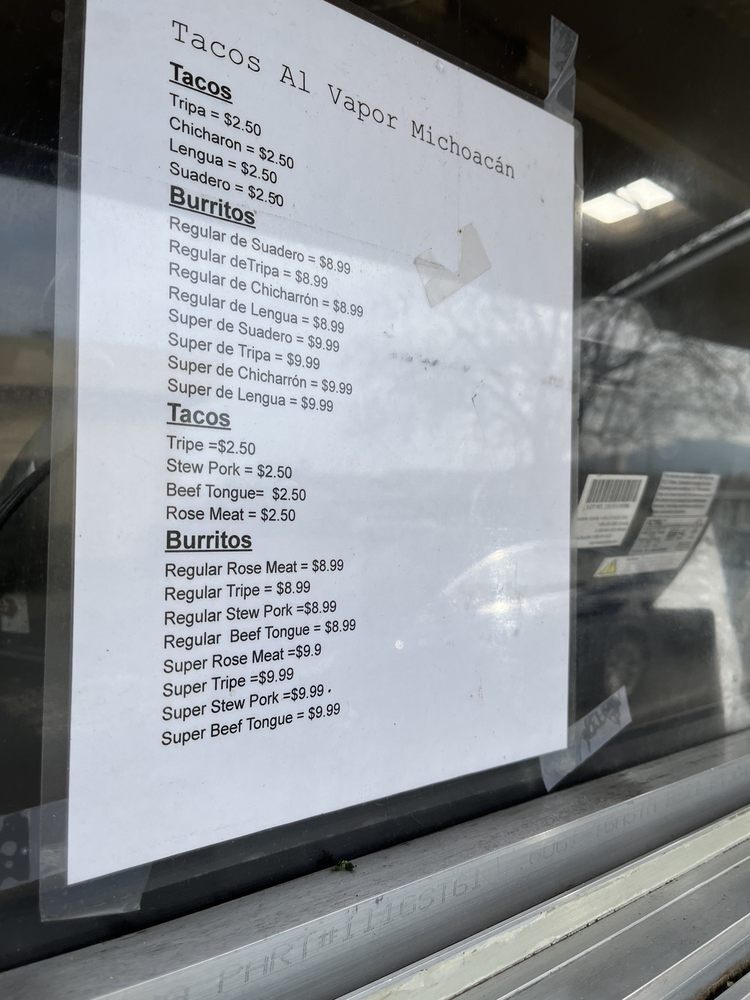 Tacos Al Vapor Michoacán
Tacos
Tripa = $2.50
Chicharon = $2.50
Lengua = $2.50
Suadero = $2.50
Burritos
Regular de Suadero = $8.99
Regular deTripa = $8.99
Regular de Chicharrón = $8.99
Regular de Lengua = $8.99
Super de Suadero = $9.99
Super de Tripa = $9.99
Super de Chicharrón = $9.99
Super de Lengua = $9.99
Tacos
Tripe =$2.50
Stew Pork = $2.50
Beef Tongue=  $2.50
Rose Meat = $2.50
Burritos
Regular Rose Meat = $8.99
Regular Tripe = $8.99
Regular Stew Pork =$8.99
Regular  Beef Tongue = $8.99
Super Rose Meat =$9.9
Super Tripe =$9.99
Super Stew Pork =$9.99 .
Super Beef Tongue = $9.99